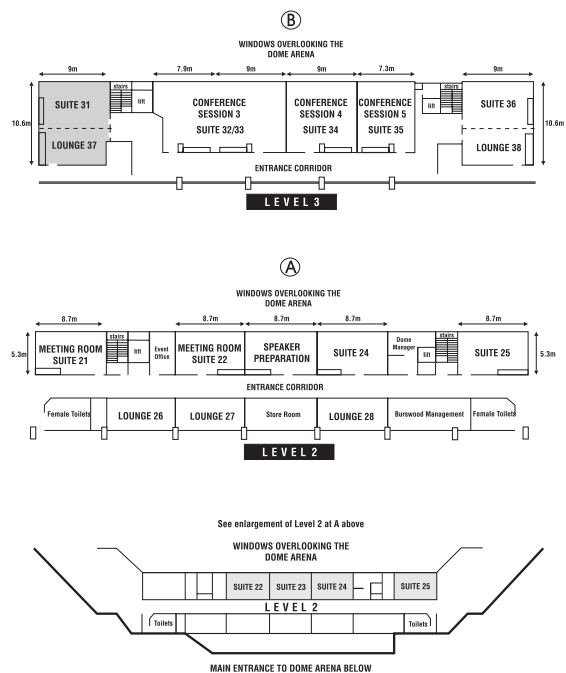 B
WINDOWS OVERLOOKING THE
DOME ARENA
9m 7.9m 9m 9m 7.3m 9m
stairs stairs
lift lift
SUITE 31
CONFERENCE
SESSION 3
SUITE 32/33
CONFERENCE
SESSION 4
SUITE 34
CONFERENCE
SESSION 5
SUITE 35
SUITE 36
10.6m 10.6m
LOUNGE 37 LOUNGE 38
ENTRANCE CORRIDOR
LEVEL 3
A
WINDOWS OVERLOOKING THE
DOME ARENA
8.7m 8.7m 8.7m 8.7m 8.7m
5.3m
MEETING ROOM
SUITE 21
stairs
lift
Event
Office
MEETING ROOM
SUITE 22
SPEAKER
PREPARATION
SUITE 24
Dome
Manager
lift
stairs
SUITE 25
5.3m
ENTRANCE CORRIDOR
Female Toilets LOUNGE 26 LOUNGE 27 Store Room LOUNGE 28 Burswood Management Female Toilets
LEVEL 2
See enlargement of Level 2 at A above
WINDOWS OVERLOOKING THE
DOME ARENA
SUITE 22 SUITE 23 SUITE 24 SUITE 25
LEVEL 2
Toilets Toilets
MAIN ENTRANCE TO DOME ARENA BELOW